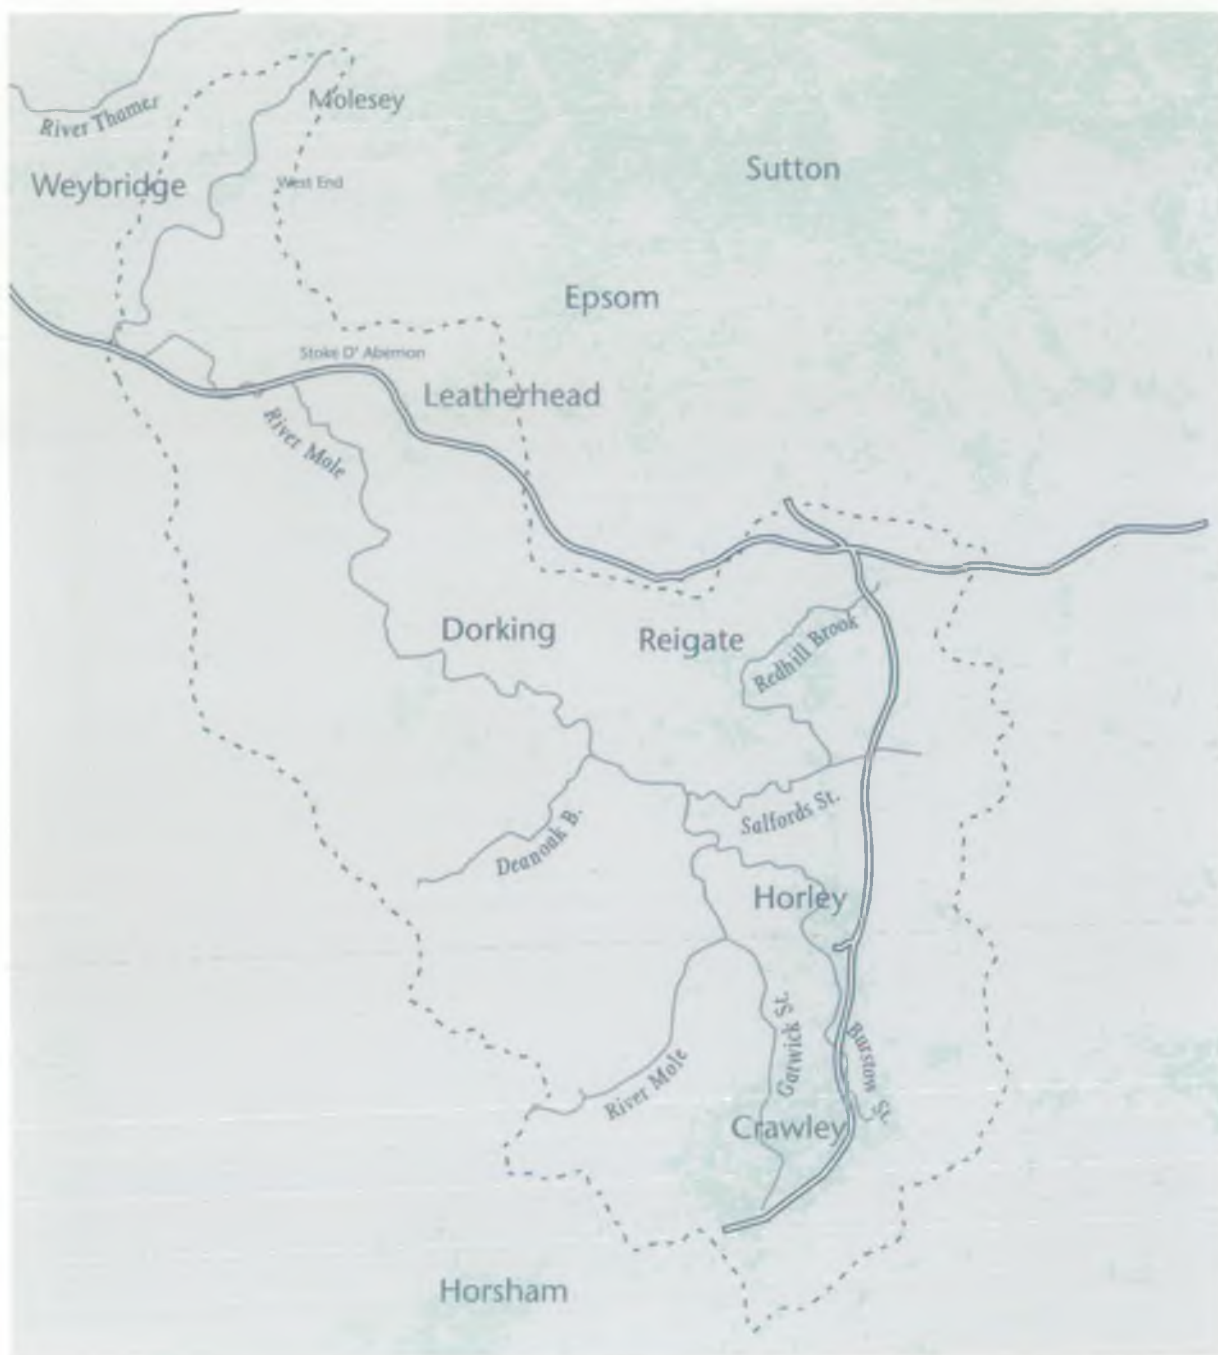 Molesey
River Thamer
Weybridge
West End
Sutton
Epsom
Stoke D' Abernon
Leatherhead
River Mole
Dorking
Reigate
Redhill Brook
Salfords St.
Deanoak B.
Horley
Gatwick St.
Burstow St.
River Mole
Crawley
Horsham